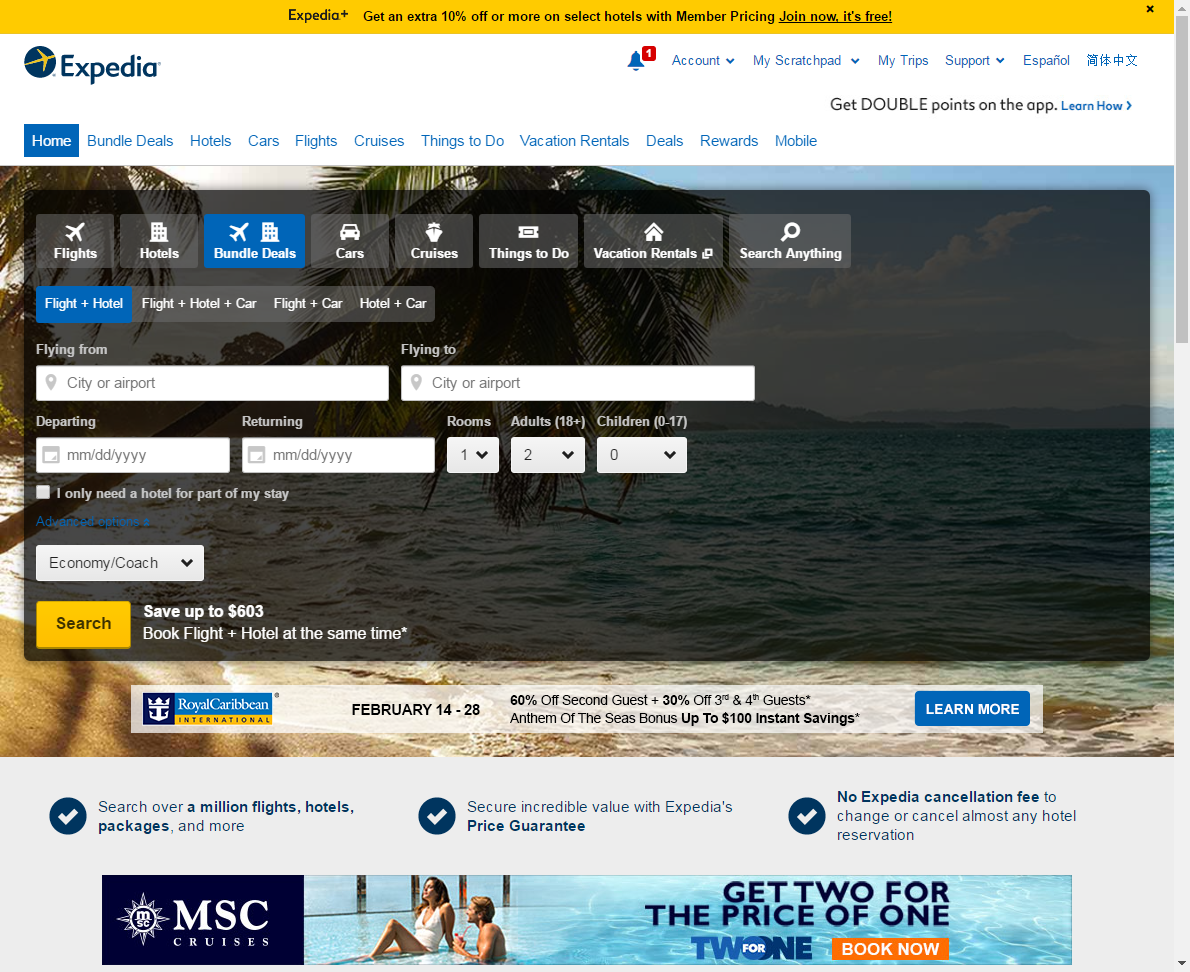 Expedia+ Get an extra 10% off or more on select hotels with Member Pricing Join now, it's free!
Expedia
1 Account My Scratchpad My Trips Support Español 简体中文
Get DOUBLE points on the app. Learn How
Home Bundle Deals Hotels Cars Flights Cruises Things to Do Vacation Rentals Deals Rewards Mobile
Flights Hotels Bundle Deals Cars Cruises Things to Do Vacation Rentals Search Anything
Flight + Hotel Flight + Hotel + Car Flight + Car Hotel + Car
Flying from Flying to
City or airport City or airport
Departing Returning Rooms Adults (18+) Children (0-17)
mm/dd/yyyy mm/dd/yyyy 1 2 0
I only need a hotel for part of my stay
Advanced options
Economy/Coach
Search
Save up to $603
Book Flight + Hotel at the same time*
RoyalCaribbean®
INTERNATIONAL
FEBRUARY 14 - 28
60% Off Second Guest + 30% Off 3rd & 4th Guests*
Anthem Of The Seas Bonus Up To $100 Instant Savings*
LEARN MORE
Search over a million flights, hotels,
packages, and more
Secure incredible value with Expedia's
Price Guarantee
No Expedia cancellation fee to
change or cancel almost any hotel
reservation
MSC
MSC
CRUISES
GET TWO FOR
THE PRICE OF ONE
TWO FOR ONE
BOOK NOW